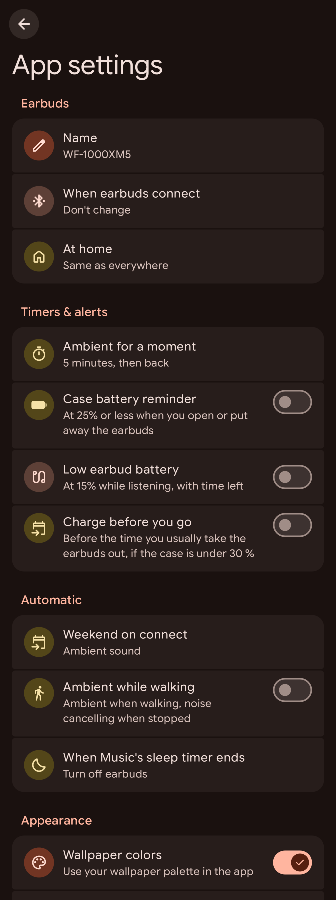 App settings
Earbuds
Name
WF-1000XM5
When earbuds connect
Don't change
At home
Same as everywhere
Timers & alerts
Ambient for a moment
5 minutes, then back
Case battery reminder
At 25% or less when you open or put
away the earbuds
Low earbud battery
At 15% while listening, with time left
Charge before you go
Before the time you usually take the
earbuds out, if the case is under 30 %
Automatic
Weekend on connect
Ambient sound
Ambient while walking
Ambient when walking, noise
cancelling when stopped
When Music's sleep timer ends
Turn off earbuds
Appearance
Wallpaper colors
Use your wallpaper palette in the app